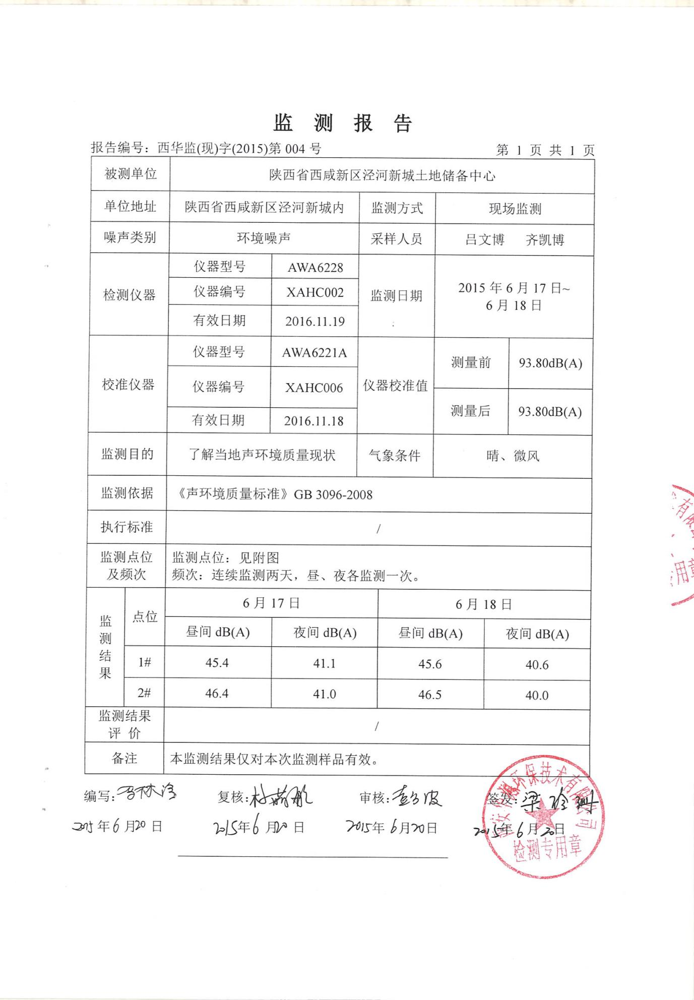 监 测 报 告
报告编号：西华监(现)字(2015)第 004 号
第 1 页 共 1 页
被测单位 陕西省西咸新区泾河新城土地储备中心
单位地址 陕西省西咸新区泾河新城内 监测方式 现场监测
噪声类别 环境噪声 采样人员 吕文博 齐凯博
检测仪器 仪器型号 AWA6228
仪器编号 XAHC002
有效日期 2016.11.19
监测日期 2015 年 6 月 17 日~
6 月 18 日
校准仪器 仪器型号 AWA6221A
仪器编号 XAHC006
有效日期 2016.11.18
仪器校准值 测量前 93.80dB(A)
测量后 93.80dB(A)
监测目的 了解当地声环境质量现状 气象条件 晴、微风
监测依据 《声环境质量标准》GB 3096-2008
执行标准 /
监测点位
及频次
监测点位：见附图
频次：连续监测两天，昼、夜各监测一次。
监测结果 点位 6 月 17 日 6 月 18 日
昼间 dB(A) 夜间 dB(A) 昼间 dB(A) 夜间 dB(A)
1# 45.4 41.1 45.6 40.6
2# 46.4 41.0 46.5 40.0
监测结果
评 价
/
备注 本监测结果仅对本次监测样品有效。
编写: 复核: 审核: 签发:
2015年6月20日 2015年6月20日 2015年6月20日 2015年6月20日
环保技术有限公司
检测专用章
有限
用章